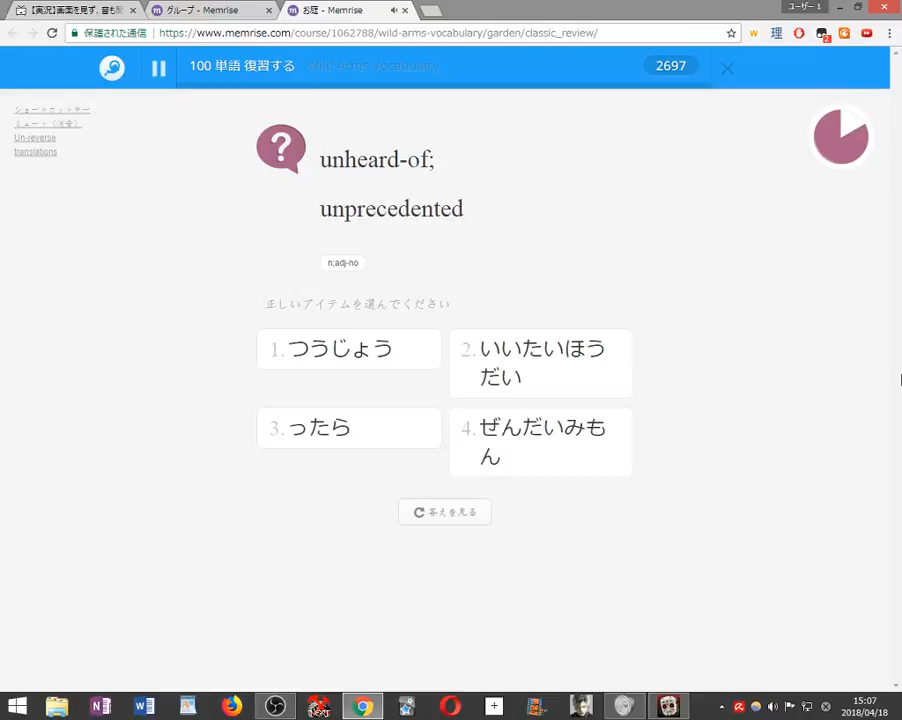 【実況】画面を見ず、音も聞
グループ - Memrise
お庭 - Memrise
ユーザー 1
保護された通信
https://www.memrise.com/course/1062788/wild-arms-vocabulary/garden/classic_review/
100 単語 復習する
Wild Arms Vocabulary
2697
ショートカットキー
Un-reverse
translations
unheard-of;
unprecedented
n;adj-no
正しいアイテムを選んでください
1. つうじょう
2. いいたいほう
だい
3. ったら
4. ぜんだいみも
ん
答えを見る
15:07
2018/04/18